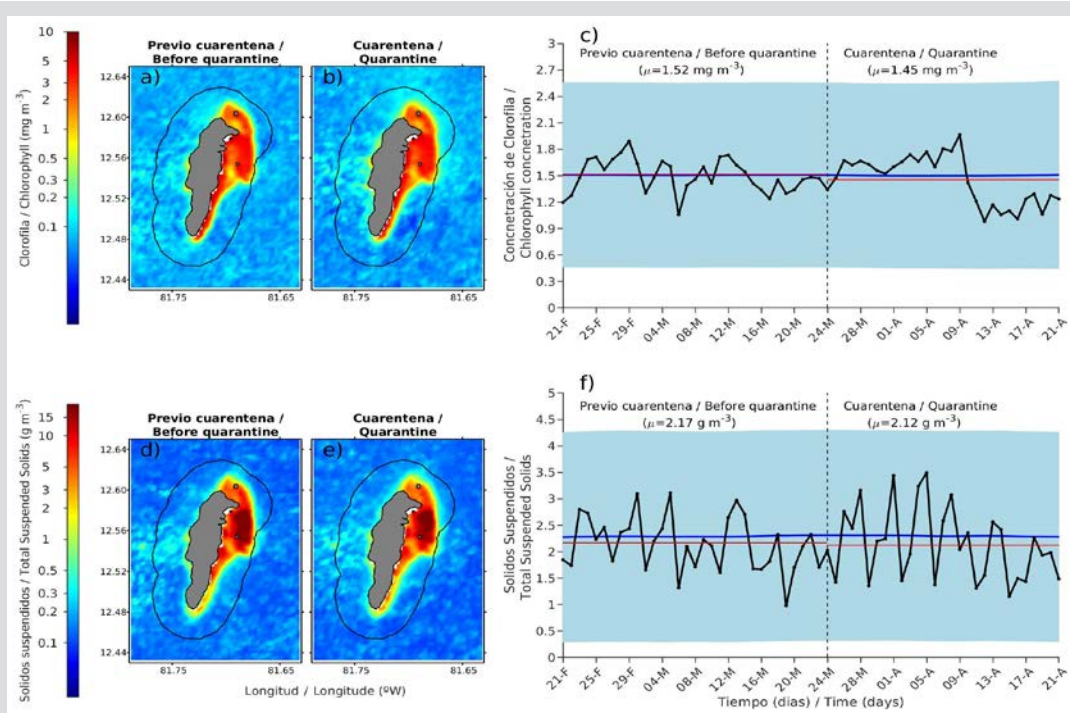 Previo cuarentena /
Before quarantine
Cuarentena /
Quarantine
a)
b)
Clorofila / Chlorophyll (mg m⁻³)
10
5
3
2
1
0.5
0.3
0.2
0.1
12.64
12.60
12.56
12.52
12.48
12.44
81.75
81.65
81.75
81.65
c)
Previo cuarentena / Before quarantine
(μ=1.52 mg m⁻³)
Cuarentena / Quarantine
(μ=1.45 mg m⁻³)
Concnetración de Clorofila /
Chlorophyll concnetration
3
2.7
2.4
2.1
1.8
1.5
1.2
0.9
0.6
0.3
0
21-F
25-F
29-F
04-M
08-M
12-M
16-M
20-M
24-M
28-M
01-A
05-A
09-A
13-A
17-A
21-A
Previo cuarentena /
Before quarantine
Cuarentena /
Quarantine
d)
e)
Solidos suspendidos / Total Suspended Solids (g m⁻³)
15
10
5
3
2
1
0.5
0.3
0.2
0.1
12.64
12.60
12.56
12.52
12.48
12.44
81.75
81.65
81.75
81.65
Longitud / Longitude (ºW)
f)
Previo cuarentena / Before quarantine
(μ=2.17 g m⁻³)
Cuarentena / Quarantine
(μ=2.12 g m⁻³)
Solidos Suspendidos /
Total Suspended Solids
5
4.5
4
3.5
3
2.5
2
1.5
1
0.5
0
21-F
25-F
29-F
04-M
08-M
12-M
16-M
20-M
24-M
28-M
01-A
05-A
09-A
13-A
17-A
21-A
Tiempo (dias) / Time (days)